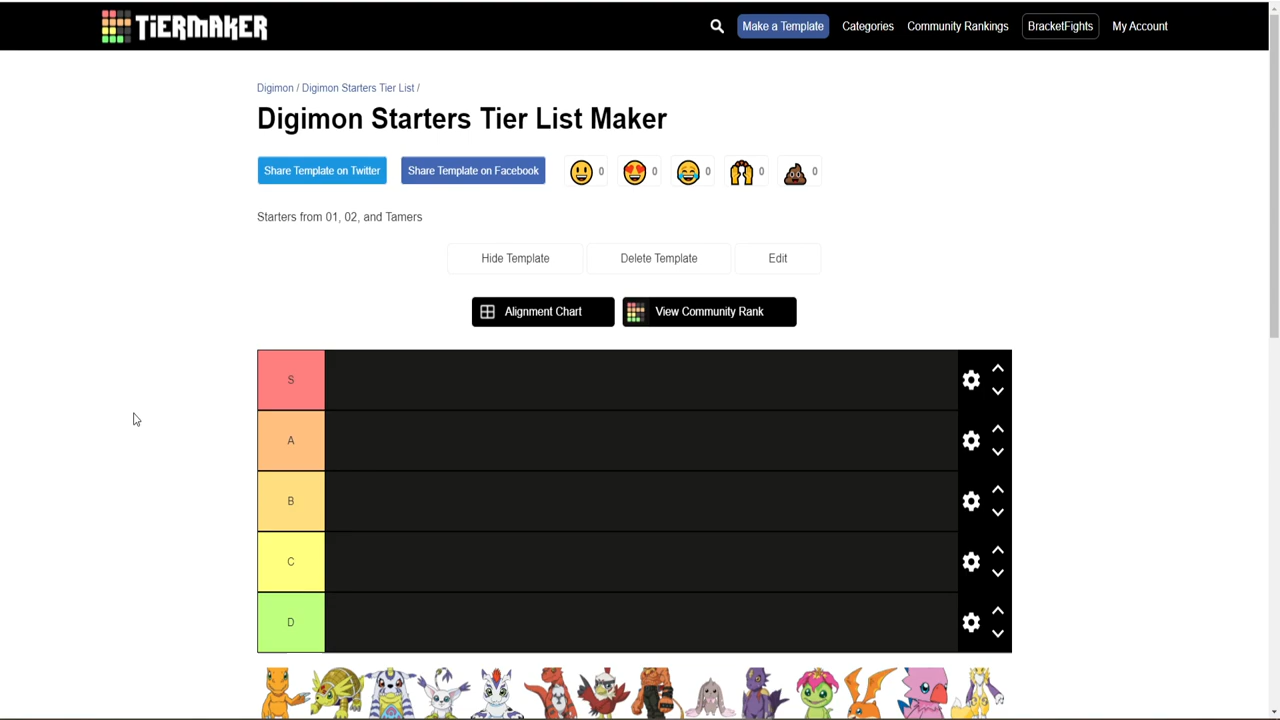 TiERMAKER
Make a Template
Categories
Community Rankings
BracketFights
My Account
Digimon / Digimon Starters Tier List /
Digimon Starters Tier List Maker
Share Template on Twitter
Share Template on Facebook
0
0
0
0
0
Starters from 01, 02, and Tamers
Hide Template
Delete Template
Edit
Alignment Chart
View Community Rank
S
A
B
C
D